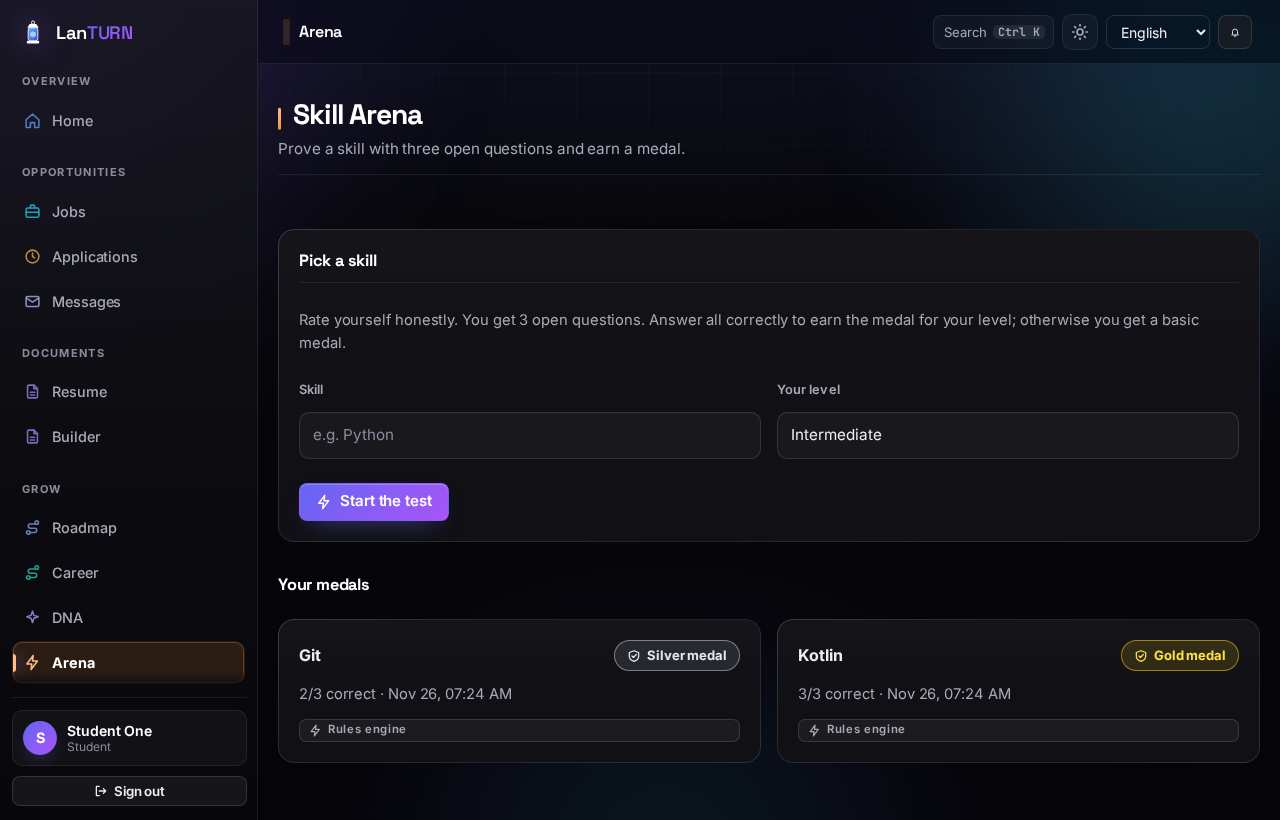 LanTURN
OVERVIEW
Home
OPPORTUNITIES
Jobs
Applications
Messages
DOCUMENTS
Resume
Builder
GROW
Roadmap
Career
DNA
Arena
S
Student One
Student
Sign out
Arena
Search Ctrl K
English
Skill Arena
Prove a skill with three open questions and earn a medal.
Pick a skill
Rate yourself honestly. You get 3 open questions. Answer all correctly to earn the medal for your level; otherwise you get a basic
medal.
Skill
Your level
e.g. Python
Intermediate
Start the test
Your medals
Git
Silver medal
2/3 correct · Nov 26, 07:24 AM
Rules engine
Kotlin
Gold medal
3/3 correct · Nov 26, 07:24 AM
Rules engine